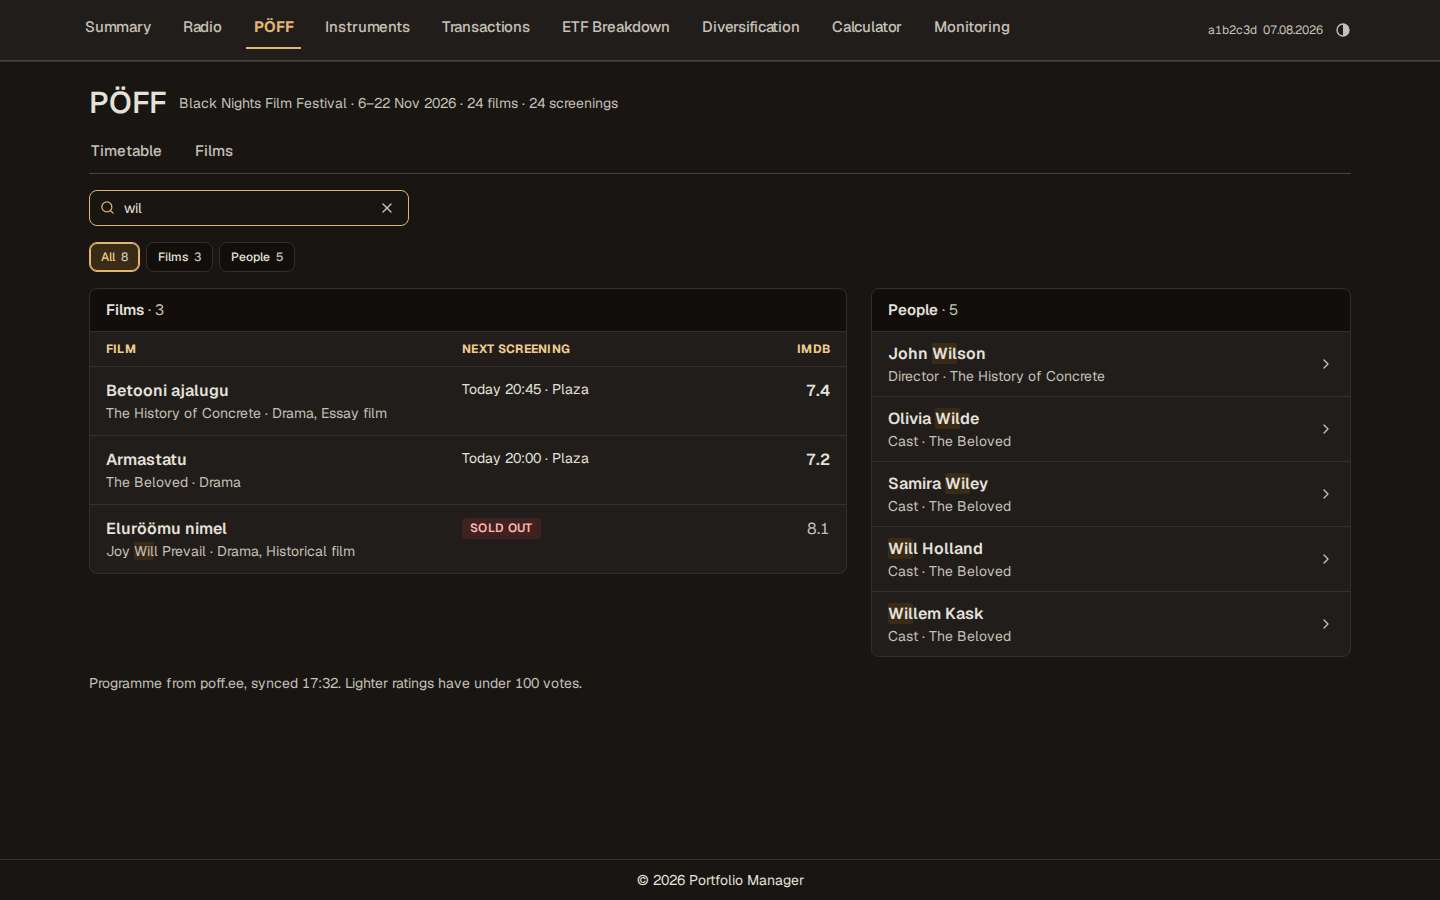 Summary Radio PÖFF Instruments Transactions ETF Breakdown Diversification Calculator Monitoring a1b2c3d 07.08.2026
PÖFF Black Nights Film Festival · 6–22 Nov 2026 · 24 films · 24 screenings
Timetable Films
wil
All 8 Films 3 People 5
Films · 3
FILM NEXT SCREENING IMDB
Betooni ajalugu Today 20:45 · Plaza 7.4
The History of Concrete · Drama, Essay film
Armastatu Today 20:00 · Plaza 7.2
The Beloved · Drama
Eluröömu nimel SOLD OUT 8.1
Joy Will Prevail · Drama, Historical film
People · 5
John Wilson
Director · The History of Concrete
Olivia Wilde
Cast · The Beloved
Samira Wiley
Cast · The Beloved
Will Holland
Cast · The Beloved
Willem Kask
Cast · The Beloved
Programme from poff.ee, synced 17:32. Lighter ratings have under 100 votes.
© 2026 Portfolio Manager